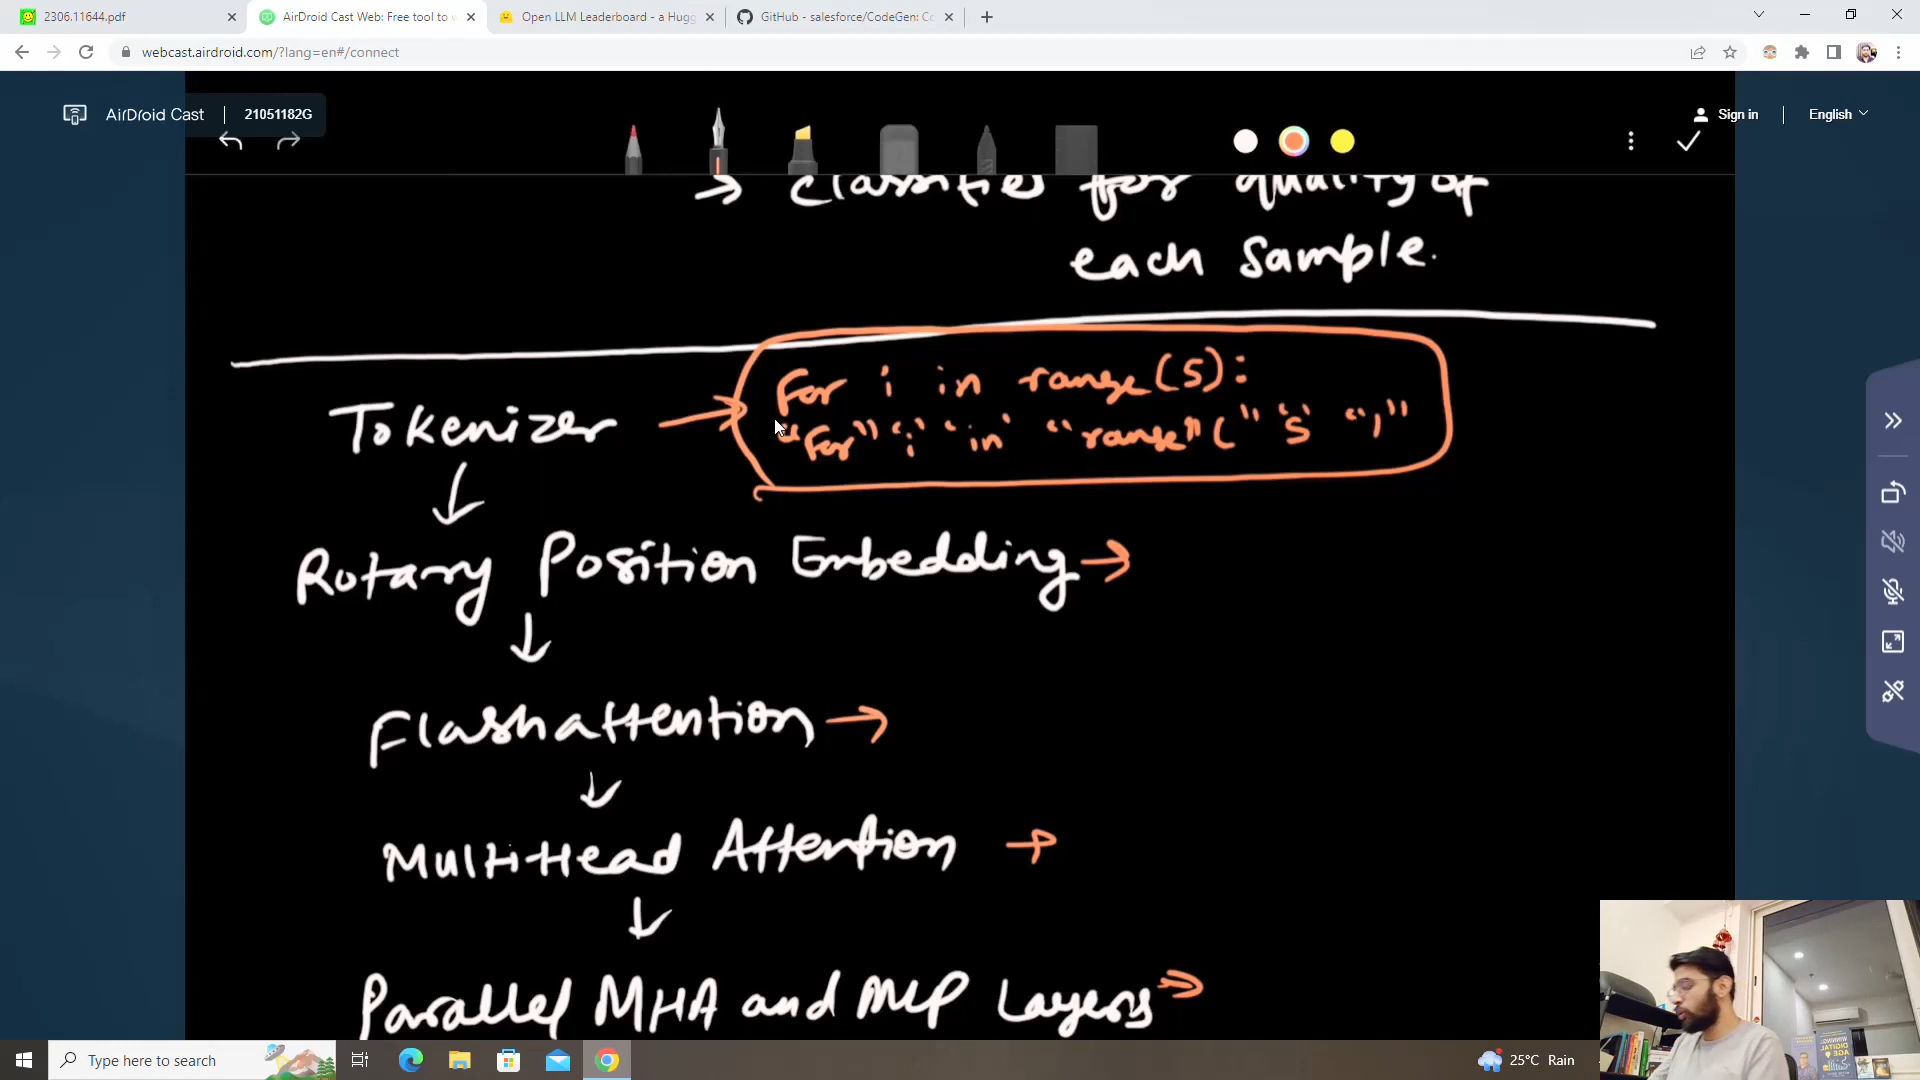 2306.11644.pdf
AirDroid Cast Web: Free tool to
Open LLM Leaderboard - a Hugg
GitHub - salesforce/CodeGen: Co
webcast.airdroid.com/?lang=en#/connect
AirDroid Cast
21051182G
Sign in
English
→ Classifies for quality of
each Sample.
Tokenizer →
For i in range(5):
"For" 'i' 'in' "range" (" '5' ")"
↓
Rotary Position Embedding →
↓
Flashattention →
↓
MultiHead Attention →
↓
Parallel MHA and MLP Layers →
Type here to search
25°C Rain